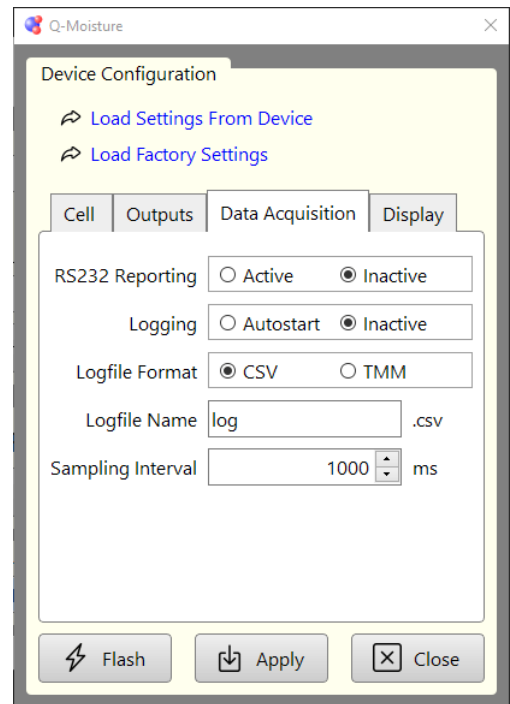 Q-Moisture
Device Configuration
Load Settings From Device
Load Factory Settings
Cell Outputs Data Acquisition Display
RS232 Reporting Active Inactive
Logging Autostart Inactive
Logfile Format CSV TMM
Logfile Name log .csv
Sampling Interval 1000 ms
Flash Apply Close